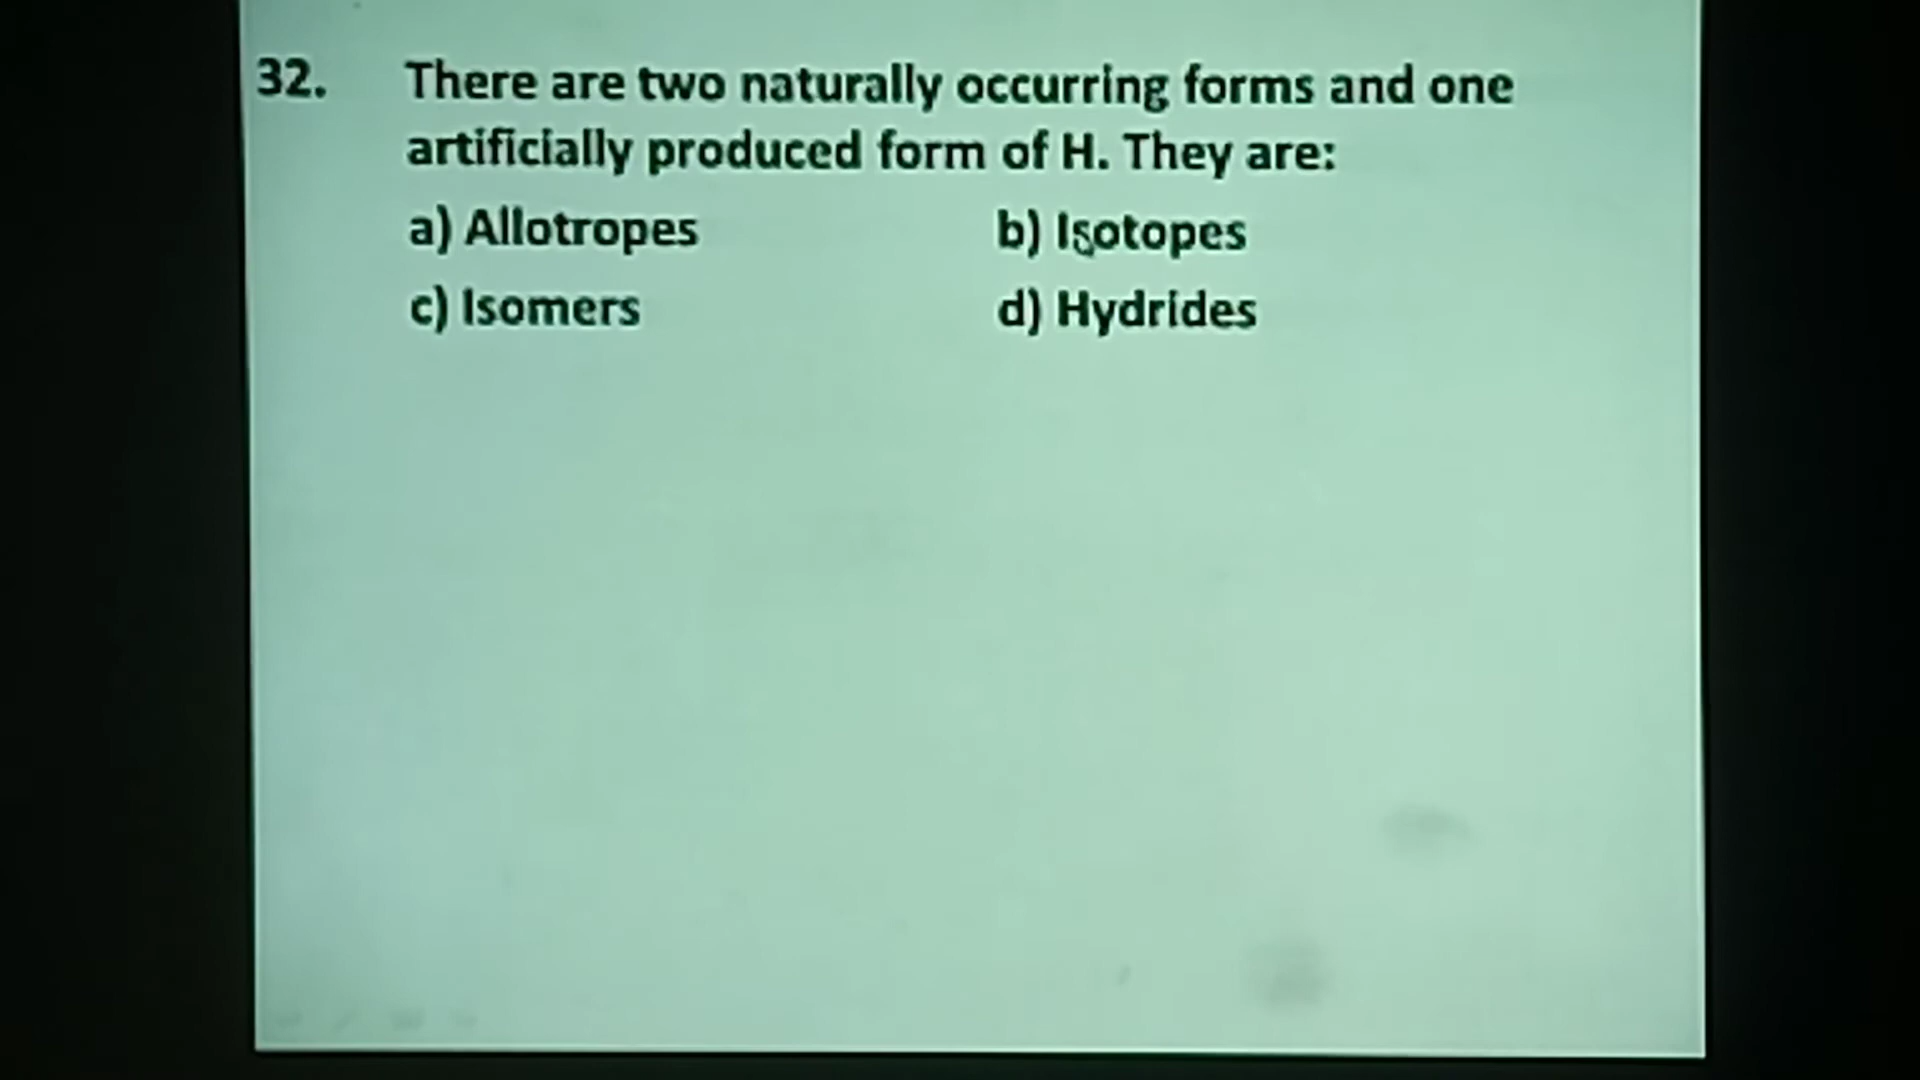 32. There are two naturally occurring forms and one
artificially produced form of H. They are:
a) Allotropes b) Isotopes
c) Isomers d) Hydrides